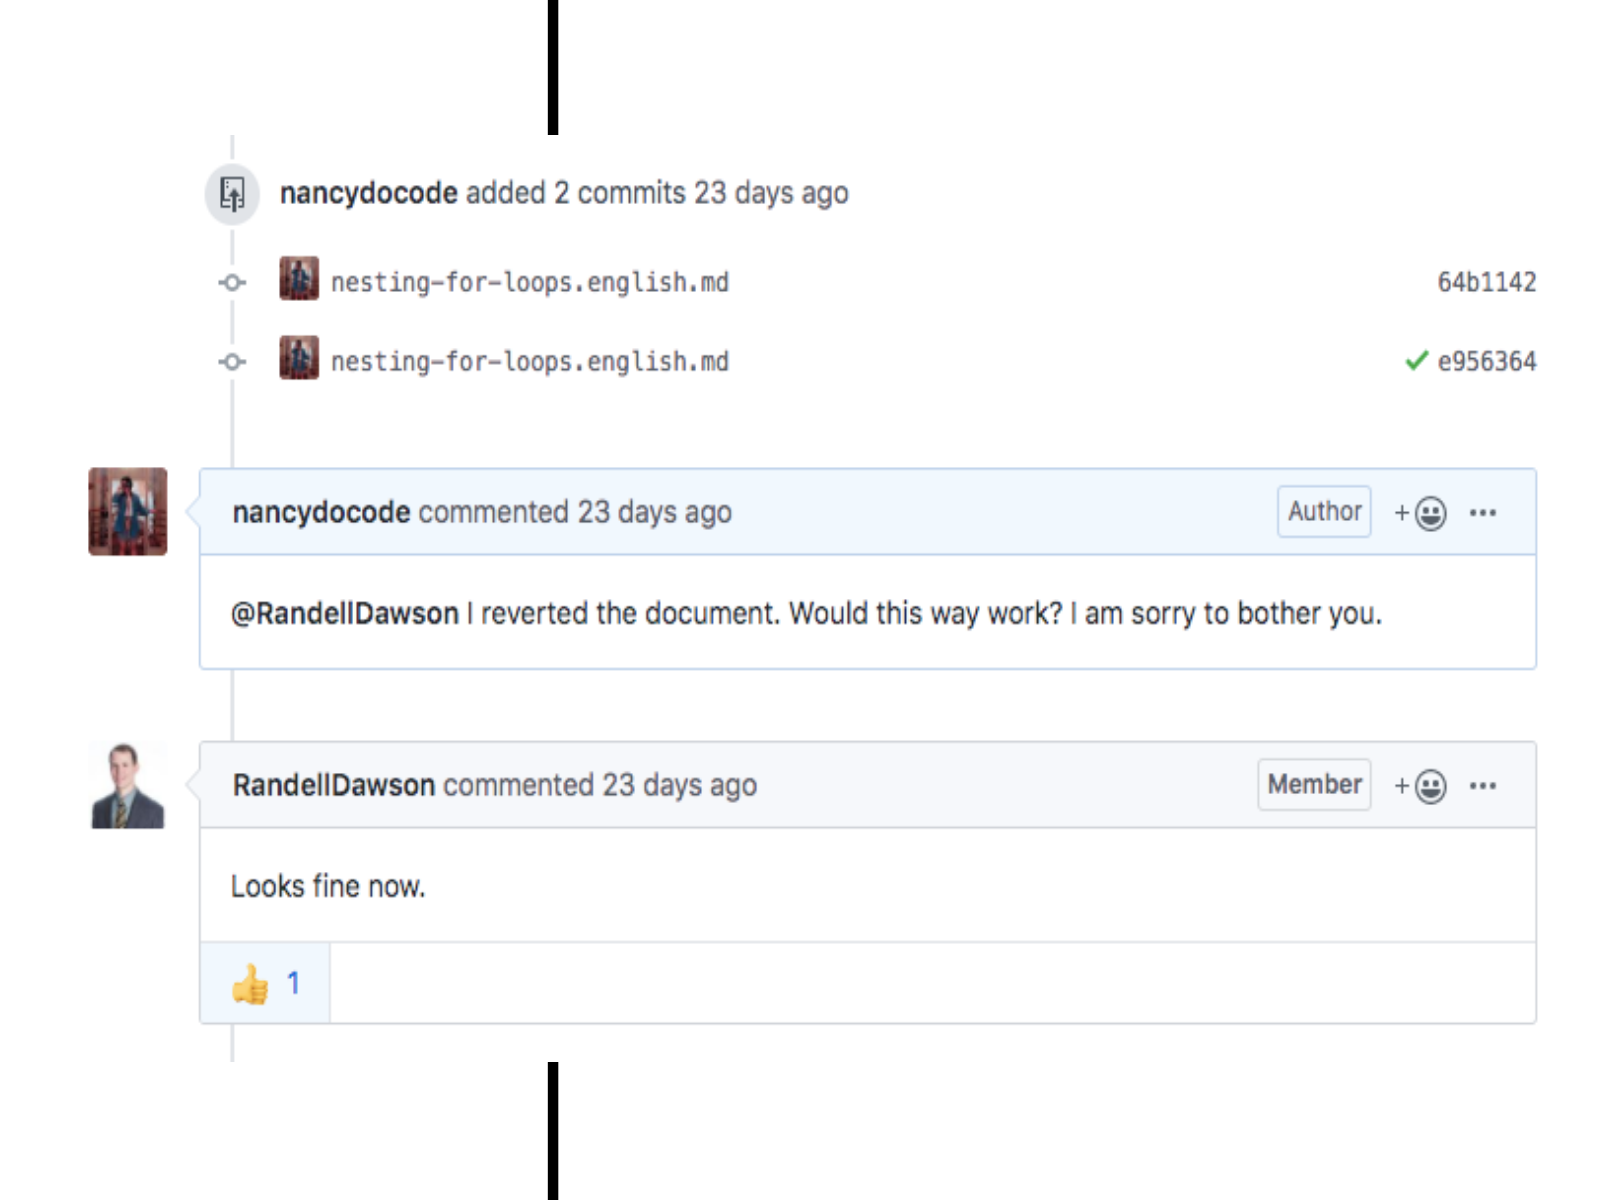 nancydocode added 2 commits 23 days ago
nesting-for-loops.english.md 64b1142
nesting-for-loops.english.md e956364
nancydocode commented 23 days ago Author
@RandellDawson I reverted the document. Would this way work? I am sorry to bother you.
RandellDawson commented 23 days ago Member
Looks fine now.
1